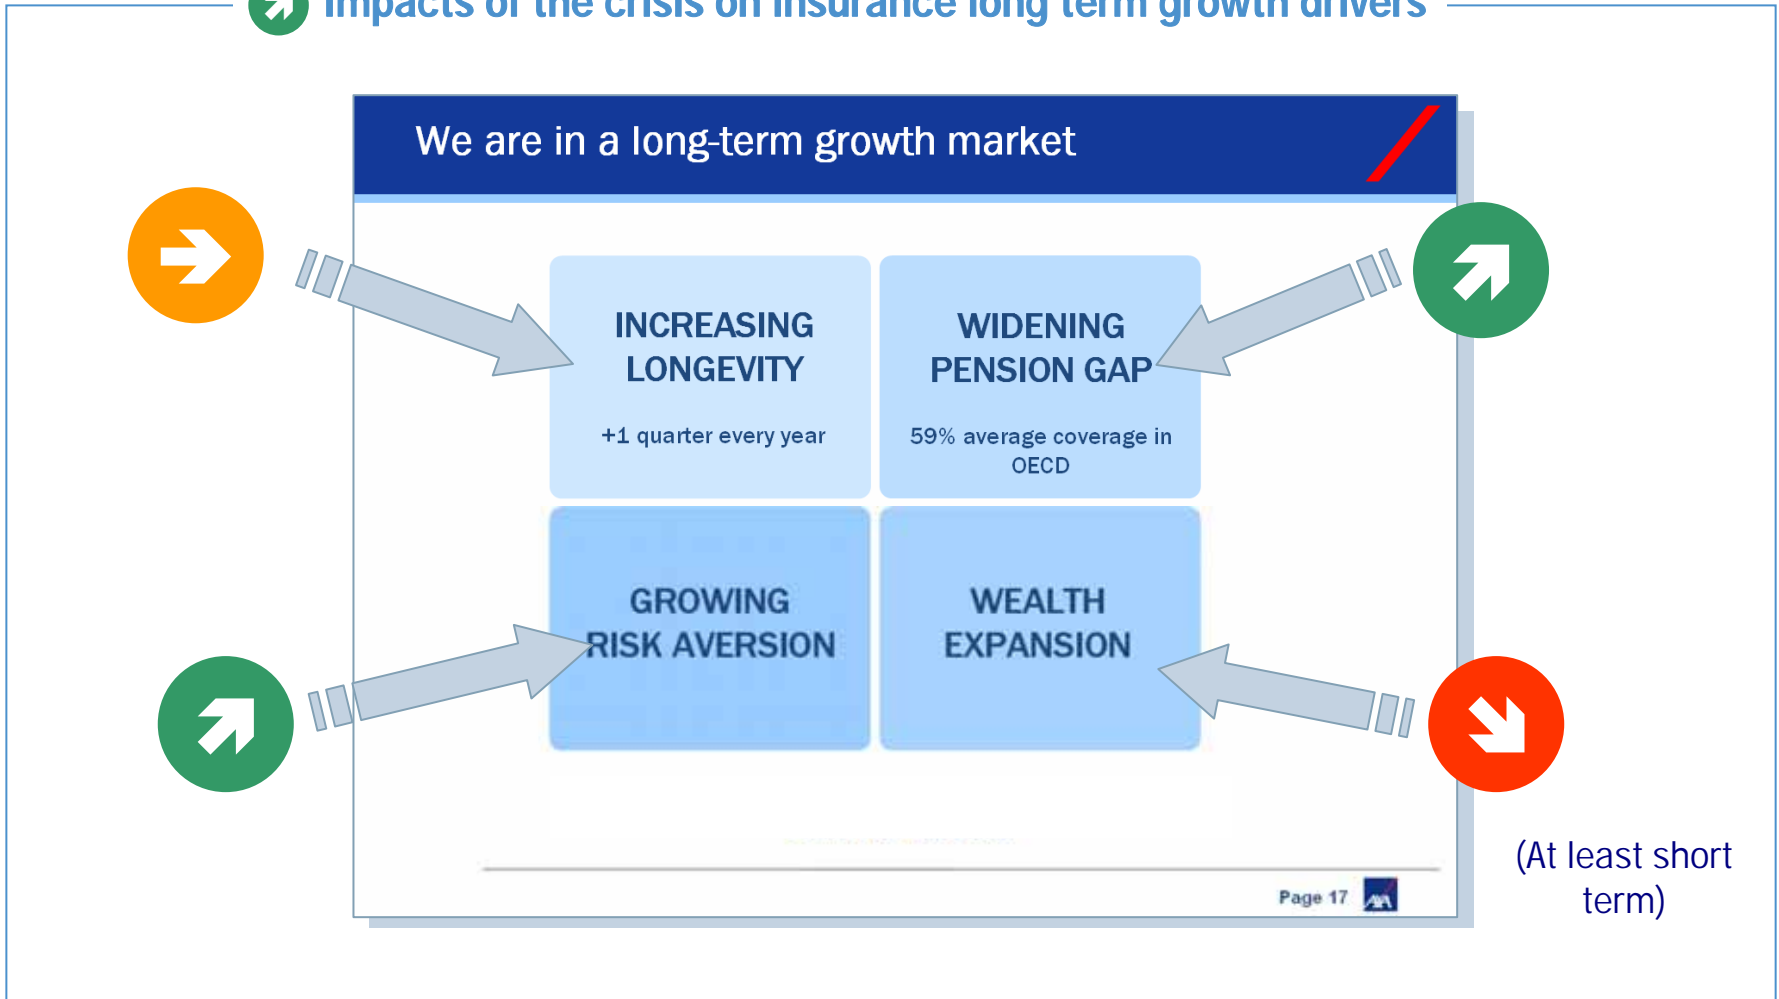 Impacts of the crisis on insurance long term growth drivers
We are in a long-term growth market
INCREASING
LONGEVITY
+1 quarter every year
WIDENING
PENSION GAP
59% average coverage in
OECD
GROWING
RISK AVERSION
WEALTH
EXPANSION
(At least short
term)
Page 17
AXA